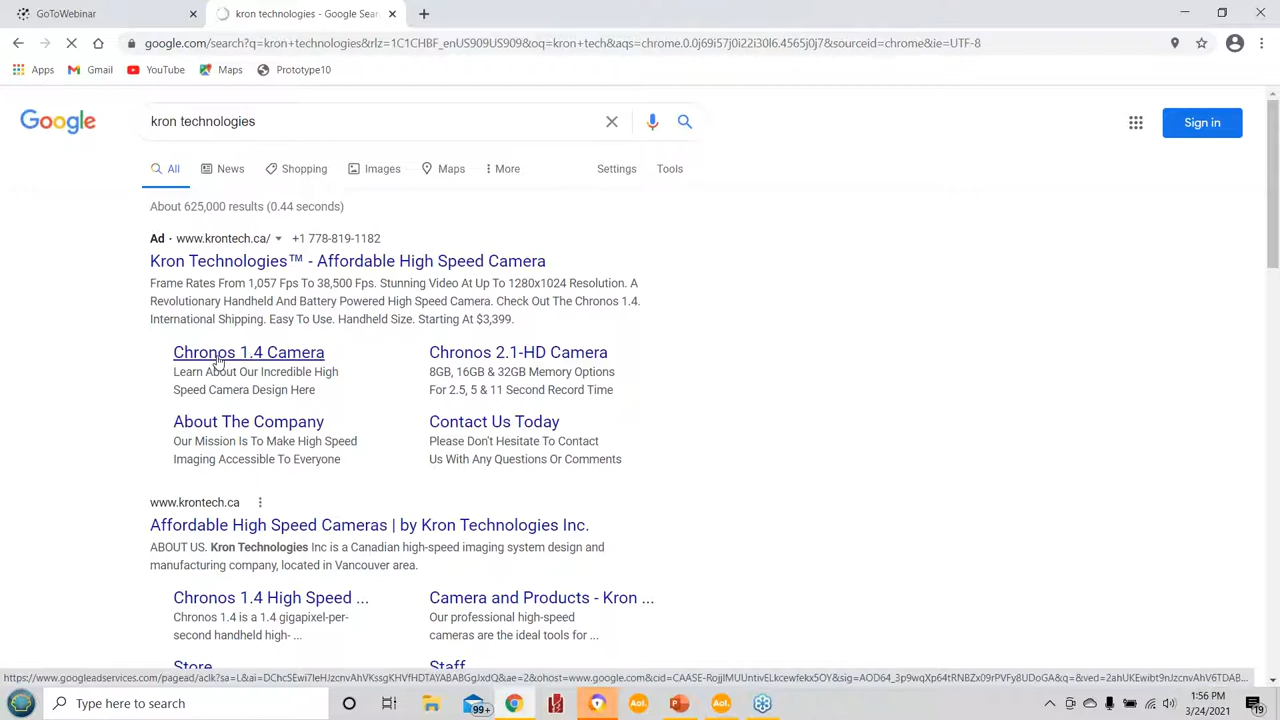 GoToWebinar
kron technologies - Google Sear
google.com/search?q=kron+technologies&rlz=1C1CHBF_enUS909US909&oq=kron+tech&aqs=chrome.0.0j69i57j0i22i30l6.4565j0j7&sourceid=chrome&ie=UTF-8
Apps Gmail YouTube Maps Prototype10
Google
kron technologies
Sign in
All News Shopping Images Maps More Settings Tools
About 625,000 results (0.44 seconds)
Ad · www.krontech.ca/ +1 778-819-1182
Kron Technologies™ - Affordable High Speed Camera
Frame Rates From 1,057 Fps To 38,500 Fps. Stunning Video At Up To 1280x1024 Resolution. A
Revolutionary Handheld And Battery Powered High Speed Camera. Check Out The Chronos 1.4.
International Shipping. Easy To Use. Handheld Size. Starting At $3,399.
Chronos 1.4 Camera
Learn About Our Incredible High
Speed Camera Design Here
Chronos 2.1-HD Camera
8GB, 16GB & 32GB Memory Options
For 2.5, 5 & 11 Second Record Time
About The Company
Our Mission Is To Make High Speed
Imaging Accessible To Everyone
Contact Us Today
Please Don't Hesitate To Contact
Us With Any Questions Or Comments
www.krontech.ca
Affordable High Speed Cameras | by Kron Technologies Inc.
ABOUT US. Kron Technologies Inc is a Canadian high-speed imaging system design and
manufacturing company, located in Vancouver area.
Chronos 1.4 High Speed ...
Chronos 1.4 is a 1.4 gigapixel-per-
second handheld high- ...
Camera and Products - Kron ...
Our professional high-speed
cameras are the ideal tools for ...
Store
Staff
Type here to search
99+
Aol.
Aol.
1:56 PM
3/24/2021
19